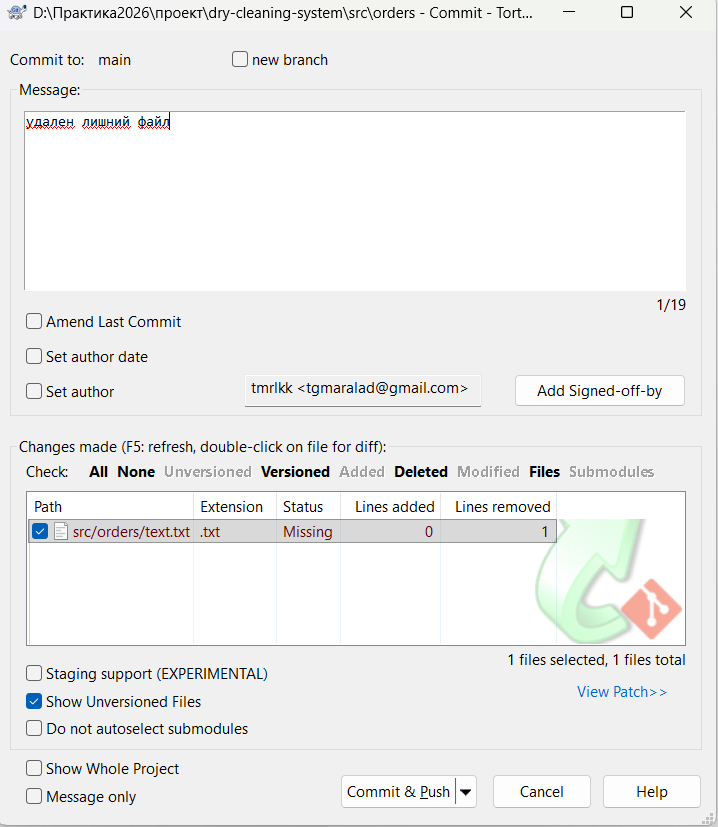 D:\Практика2026\проект\dry-cleaning-system\src\orders - Commit - Tort...
Commit to: main new branch
Message:
удален лишний файл
1/19
Amend Last Commit
Set author date
Set author tmrlkk <tgmaralad@gmail.com> Add Signed-off-by
Changes made (F5: refresh, double-click on file for diff):
Check: All None Unversioned Versioned Added Deleted Modified Files Submodules
Path Extension Status Lines added Lines removed
src/orders/text.txt .txt Missing 0 1
1 files selected, 1 files total
Staging support (EXPERIMENTAL)
View Patch>>
Show Unversioned Files
Do not autoselect submodules
Show Whole Project
Message only
Commit & Push Cancel Help